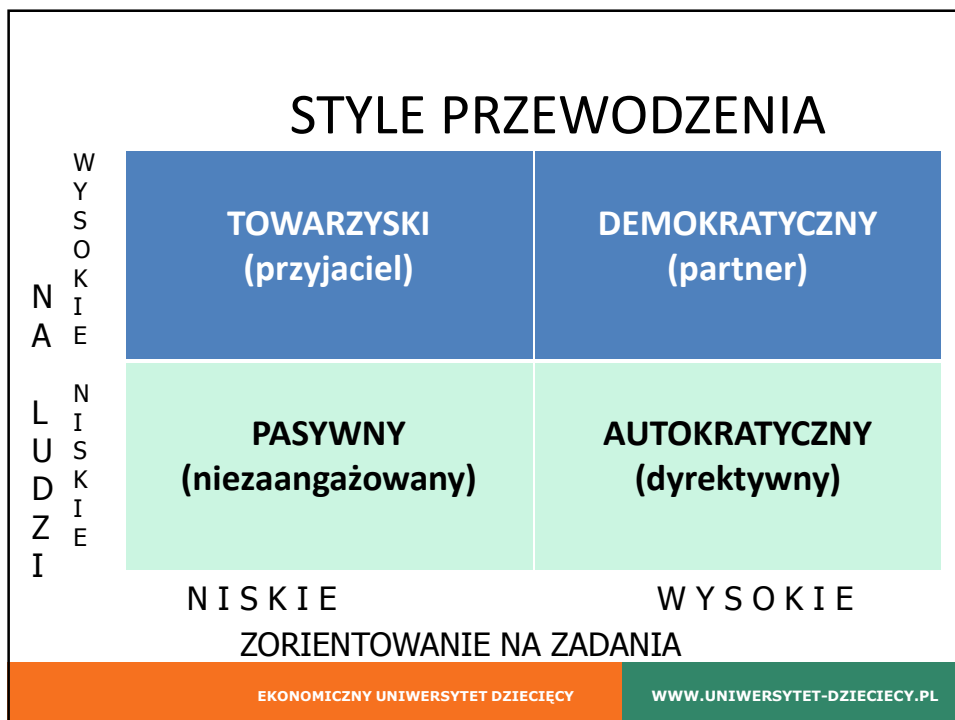 STYLE PRZEWODZENIA
WYSOKIE
NISKIE
NA LUDZI
TOWARZYSKI
(przyjaciel)
DEMOKRATYCZNY
(partner)
PASYWNY
(niezaangażowany)
AUTOKRATYCZNY
(dyrektywny)
NISKIE
WYSOKIE
ZORIENTOWANIE NA ZADANIA
EKONOMICZNY UNIWERSYTET DZIECIĘCY
WWW.UNIWERSYTET-DZIECIECY.PL